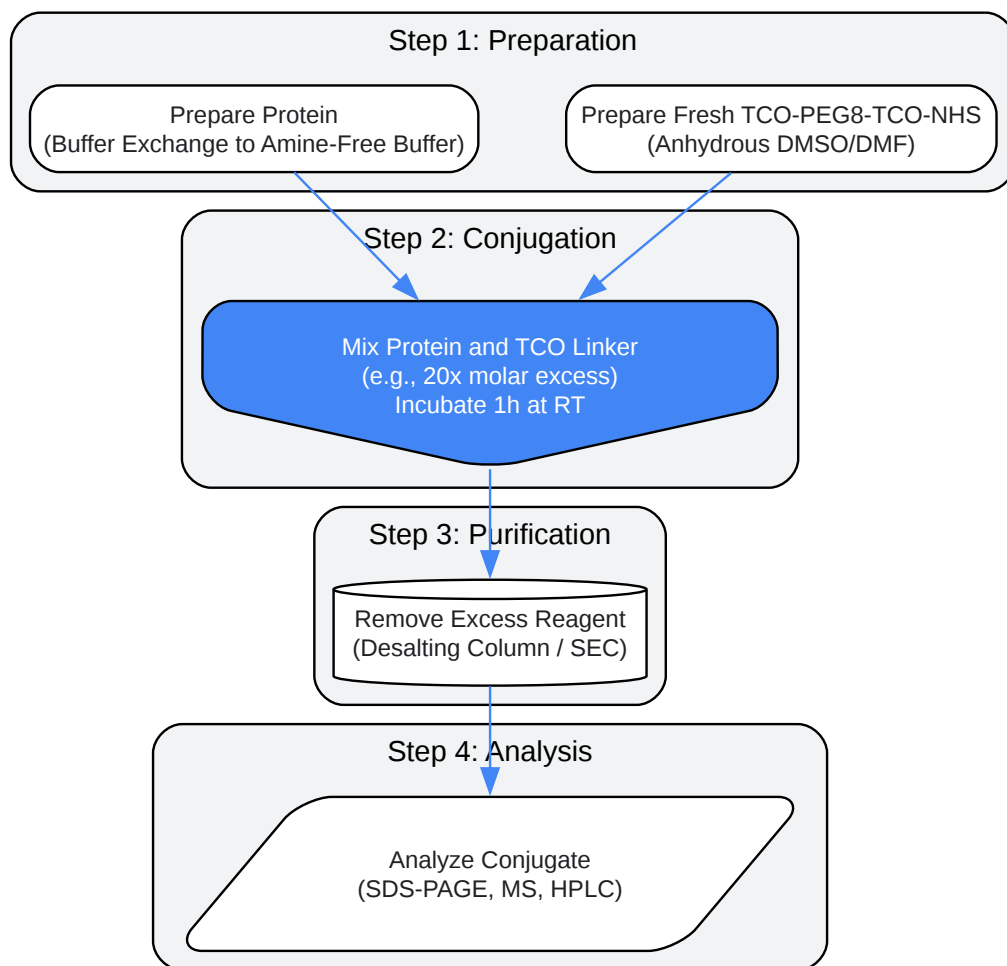 Step 1: Preparation
Prepare Protein
(Buffer Exchange to Amine-Free Buffer)
Prepare Fresh TCO-PEG8-TCO-NHS
(Anhydrous DMSO/DMF)
Step 2: Conjugation
Mix Protein and TCO Linker
(e.g., 20x molar excess)
Incubate 1h at RT
Step 3: Purification
Remove Excess Reagent
(Desalting Column / SEC)
Step 4: Analysis
Analyze Conjugate
(SDS-PAGE, MS, HPLC)